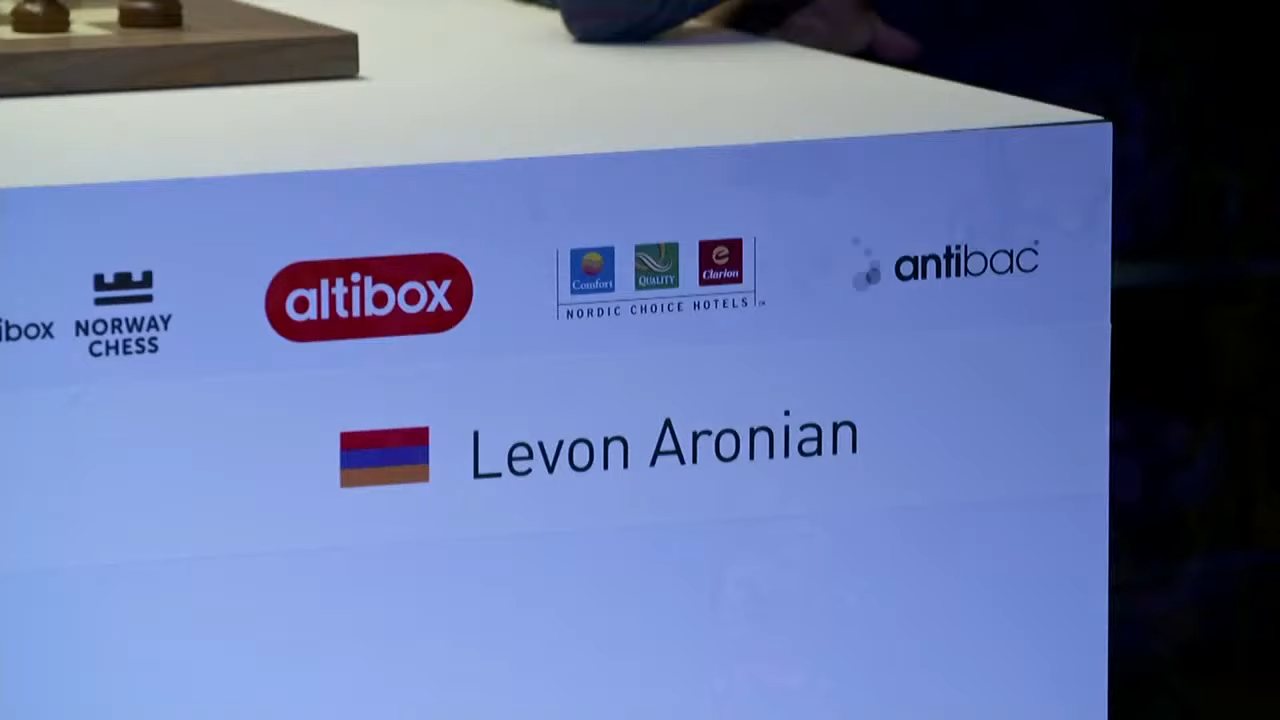 ibox
NORWAY
CHESS
altibox
Comfort
QUALITY
Clarion
NORDIC CHOICE HOTELS
antibac
Levon Aronian